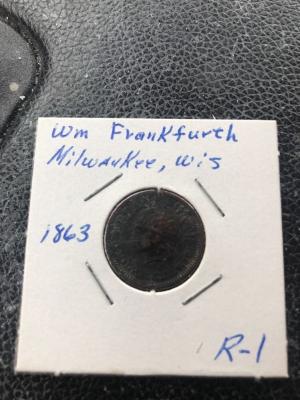 Wm Frankfurth
Milwaukee, Wis
1863
R-1